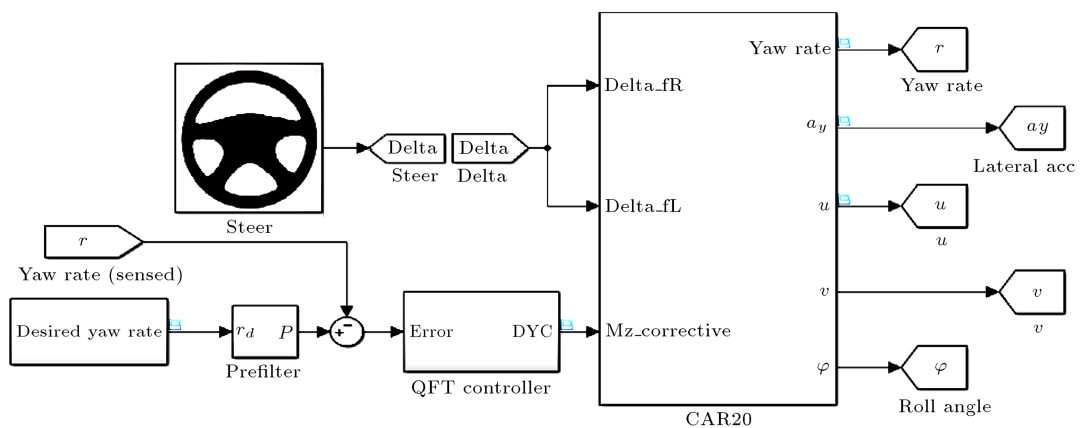 Yaw rate
r
Yaw rate
Delta_fR
a_y
ay
Lateral acc
Delta
Steer
Delta
Delta
Steer
Delta_fL
u
u
u
r
Yaw rate (sensed)
v
v
v
Desired yaw rate
r_d P
Prefilter
+ −
Error DYC
QFT controller
Mz_corrective
φ
φ
Roll angle
CAR20